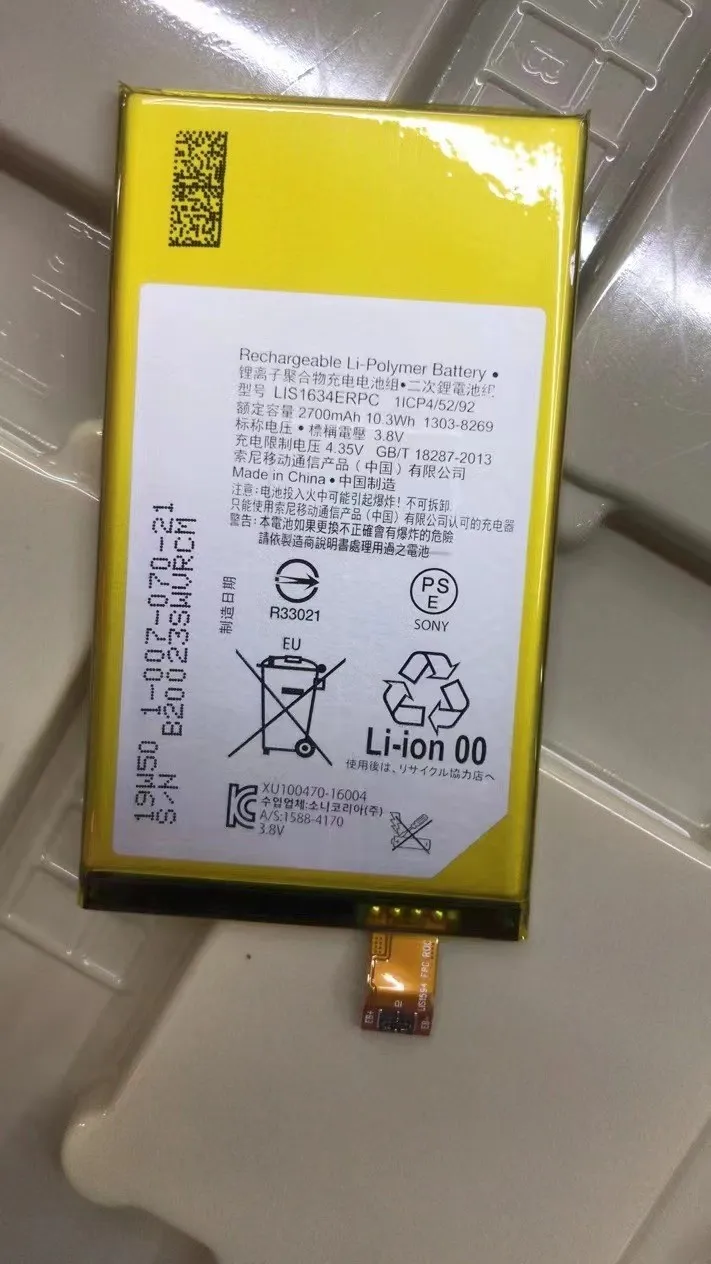 Rechargeable Li-Polymer Battery •
锂离子聚合物充电电池组•二次鋰電池組
型号 LIS1634ERPC 1ICP4/52/92
额定容量 2700mAh 10.3Wh 1303-8269
标称电压 • 標稱電壓 3.8V
充电限制电压 4.35V GB/T 18287-2013
索尼移动通信产品（中国）有限公司
Made in China • 中国制造
注意: 电池投入火中可能引起爆炸！不可拆卸
只能使用索尼移动通信产品（中国）有限公司认可的充电器
警告: 本電池如果更換不正確會有爆炸的危險
請依製造商說明書處理用過之電池
制造日期
R33021
PS
E
SONY
EU
Li-ion 00
使用後は、リサイクル協力店へ
XU100470-16004
수입업체:소니코리아(주)
A/S:1588-4170
3.8V
19W50 1-007-070-21
S/N B20023SWURCM
LIS1594 FPC
EB+
ID
EB-